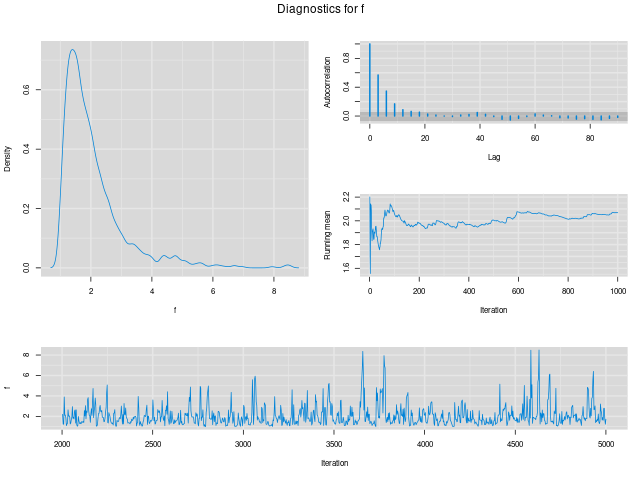 Diagnostics for f
Density
0.0 0.2 0.4 0.6
2 4 6 8
f
Autocorrelation
0.0 0.4 0.8
0 20 40 60 80
Lag
Running mean
1.6 1.8 2.0 2.2
0 200 400 600 800 1000
Iteration
f
2 4 6 8
2000 2500 3000 3500 4000 4500 5000
Iteration